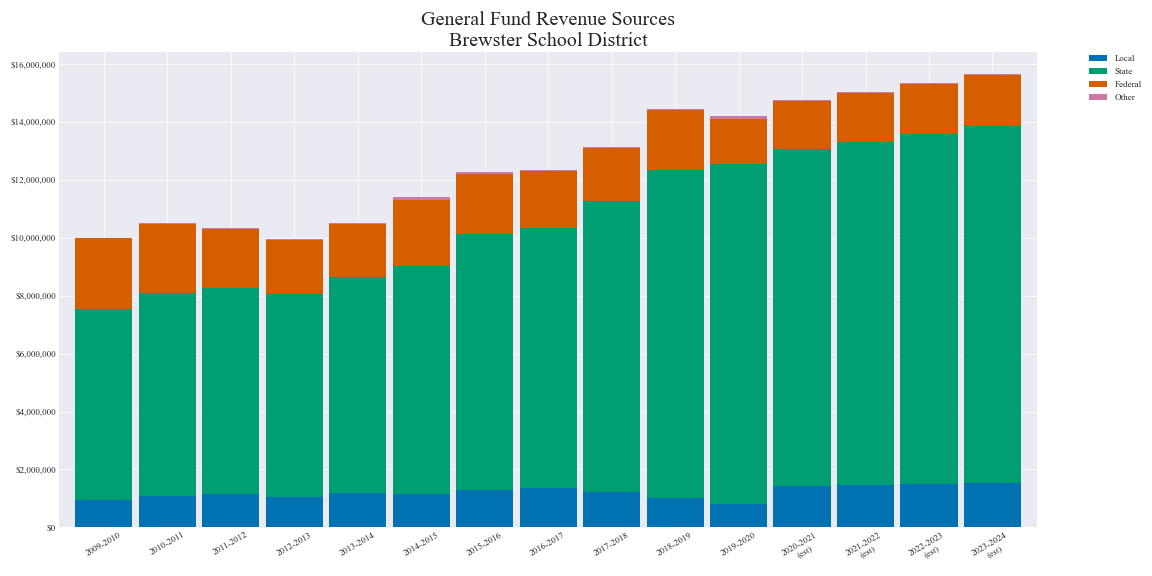 General Fund Revenue Sources
Brewster School District
$16,000,000
$14,000,000
$12,000,000
$10,000,000
$8,000,000
$6,000,000
$4,000,000
$2,000,000
$0
2009-2010
2010-2011
2011-2012
2012-2013
2013-2014
2014-2015
2015-2016
2016-2017
2017-2018
2018-2019
2019-2020
2020-2021
(est)
2021-2022
(est)
2022-2023
(est)
2023-2024
(est)
Local
State
Federal
Other